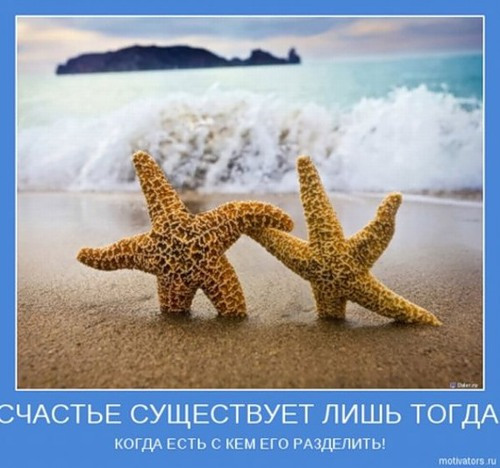 СЧАСТЬЕ СУЩЕСТВУЕТ ЛИШЬ ТОГДА
КОГДА ЕСТЬ С КЕМ ЕГО РАЗДЕЛИТЬ!
motivators.ru